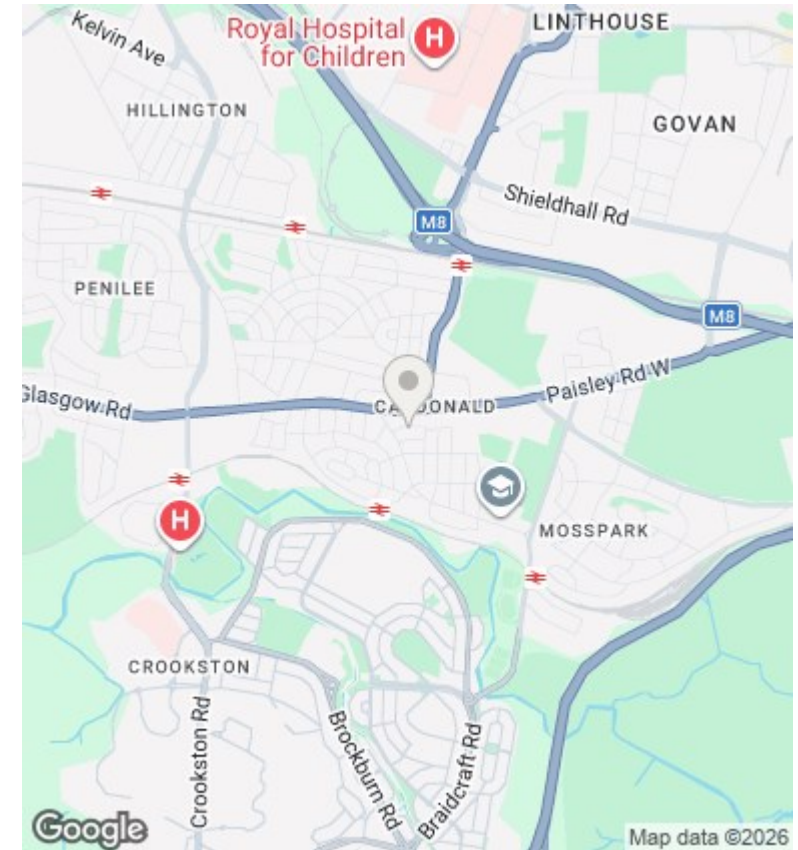 Kelvin Ave
Royal Hospital
for Children
H
LINTHOUSE
HILLINGTON
GOVAN
Shieldhall Rd
M8
PENILEE
M8
Glasgow Rd
CARDONALD
Paisley Rd W
H
MOSSPARK
CROOKSTON
Crookston Rd
Brockburn Rd
Braidcraft Rd
Google
Map data ©2026